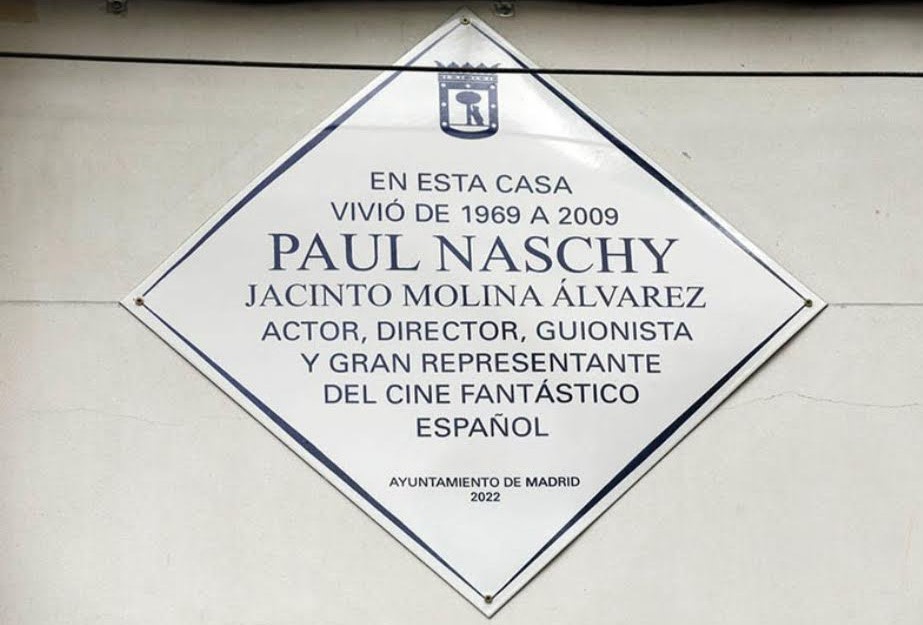 EN ESTA CASA
VIVIÓ DE 1969 A 2009
PAUL NASCHY
JACINTO MOLINA ÁLVAREZ
ACTOR, DIRECTOR, GUIONISTA
Y GRAN REPRESENTANTE
DEL CINE FANTÁSTICO
ESPAÑOL
AYUNTAMIENTO DE MADRID
2022